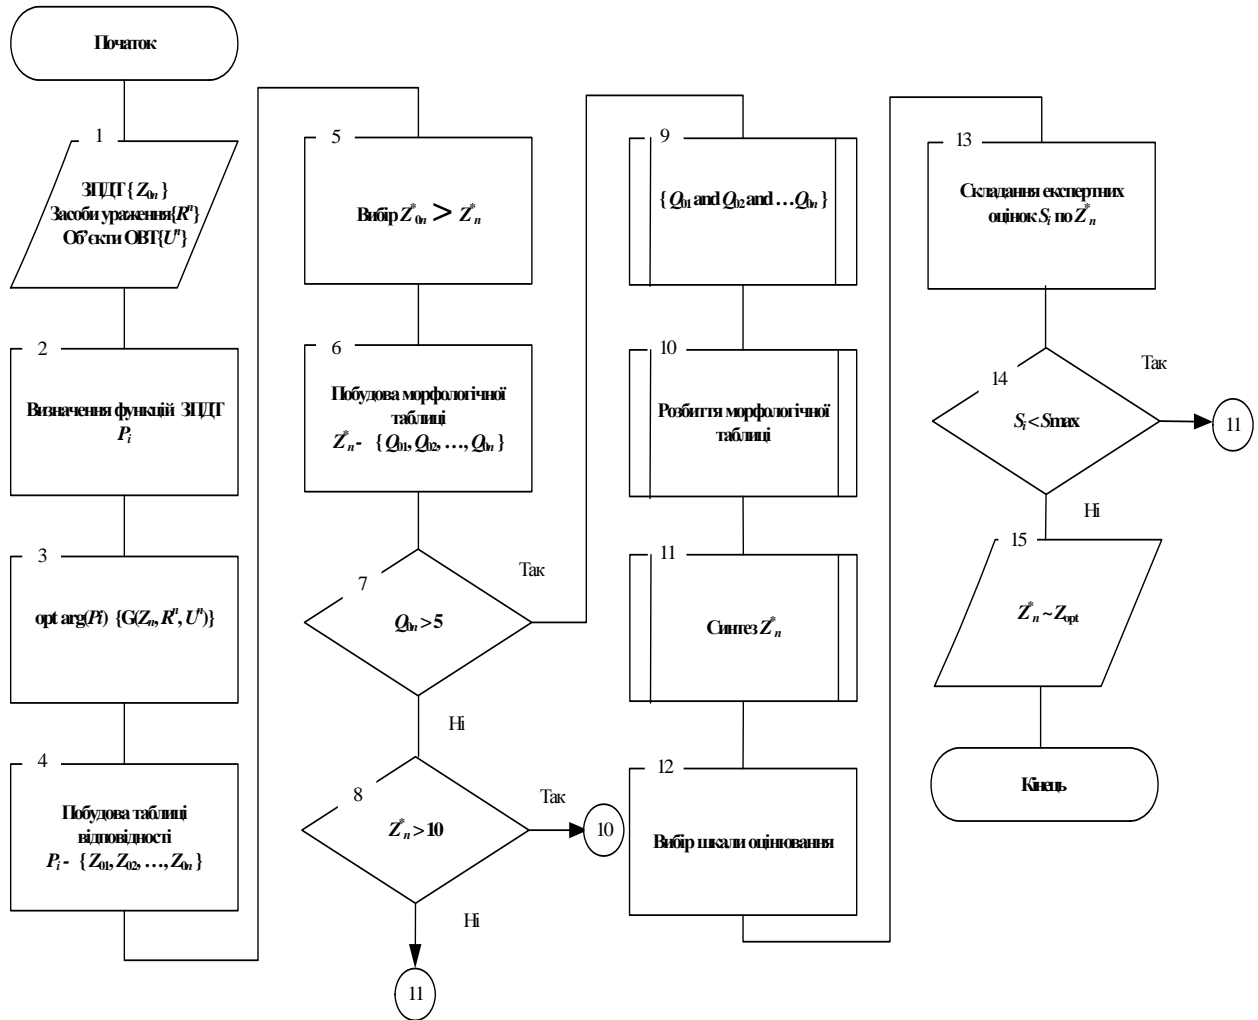 Початок
1
ЗПДТ { Z₀ₙ }
Засоби ураження{Rⁿ}
Об’єкти ОВТ{Uⁿ}
2
Визначення функцій ЗПДТ
Pᵢ
3
opt arg(Pi) {G(Zₙ, Rⁿ, Uⁿ)}
4
Побудова таблиці
відповідності
Pᵢ - { Z₀₁, Z₀₂, …, Z₀ₙ }
5
Вибір Z*₀ₙ > Z*ₙ
6
Побудова морфологічної
таблиці
Z*ₙ - { Q₀₁, Q₀₂, …, Q₀ₙ }
7
Так
Q₀ₙ > 5
Ні
8
Так
Z*ₙ > 10
10
Ні
11
9
{ Q₀₁ and Q₀₂ and … Q₀ₙ }
10
Розбиття морфологічної
таблиці
11
Синтез Z*ₙ
12
Вибір шкали оцінювання
13
Складання експертних
оцінок Sᵢ по Z*ₙ
14
Так
Sᵢ < Smax
11
Ні
15
Z*ₙ ~ Zₒₚₜ
Кінець